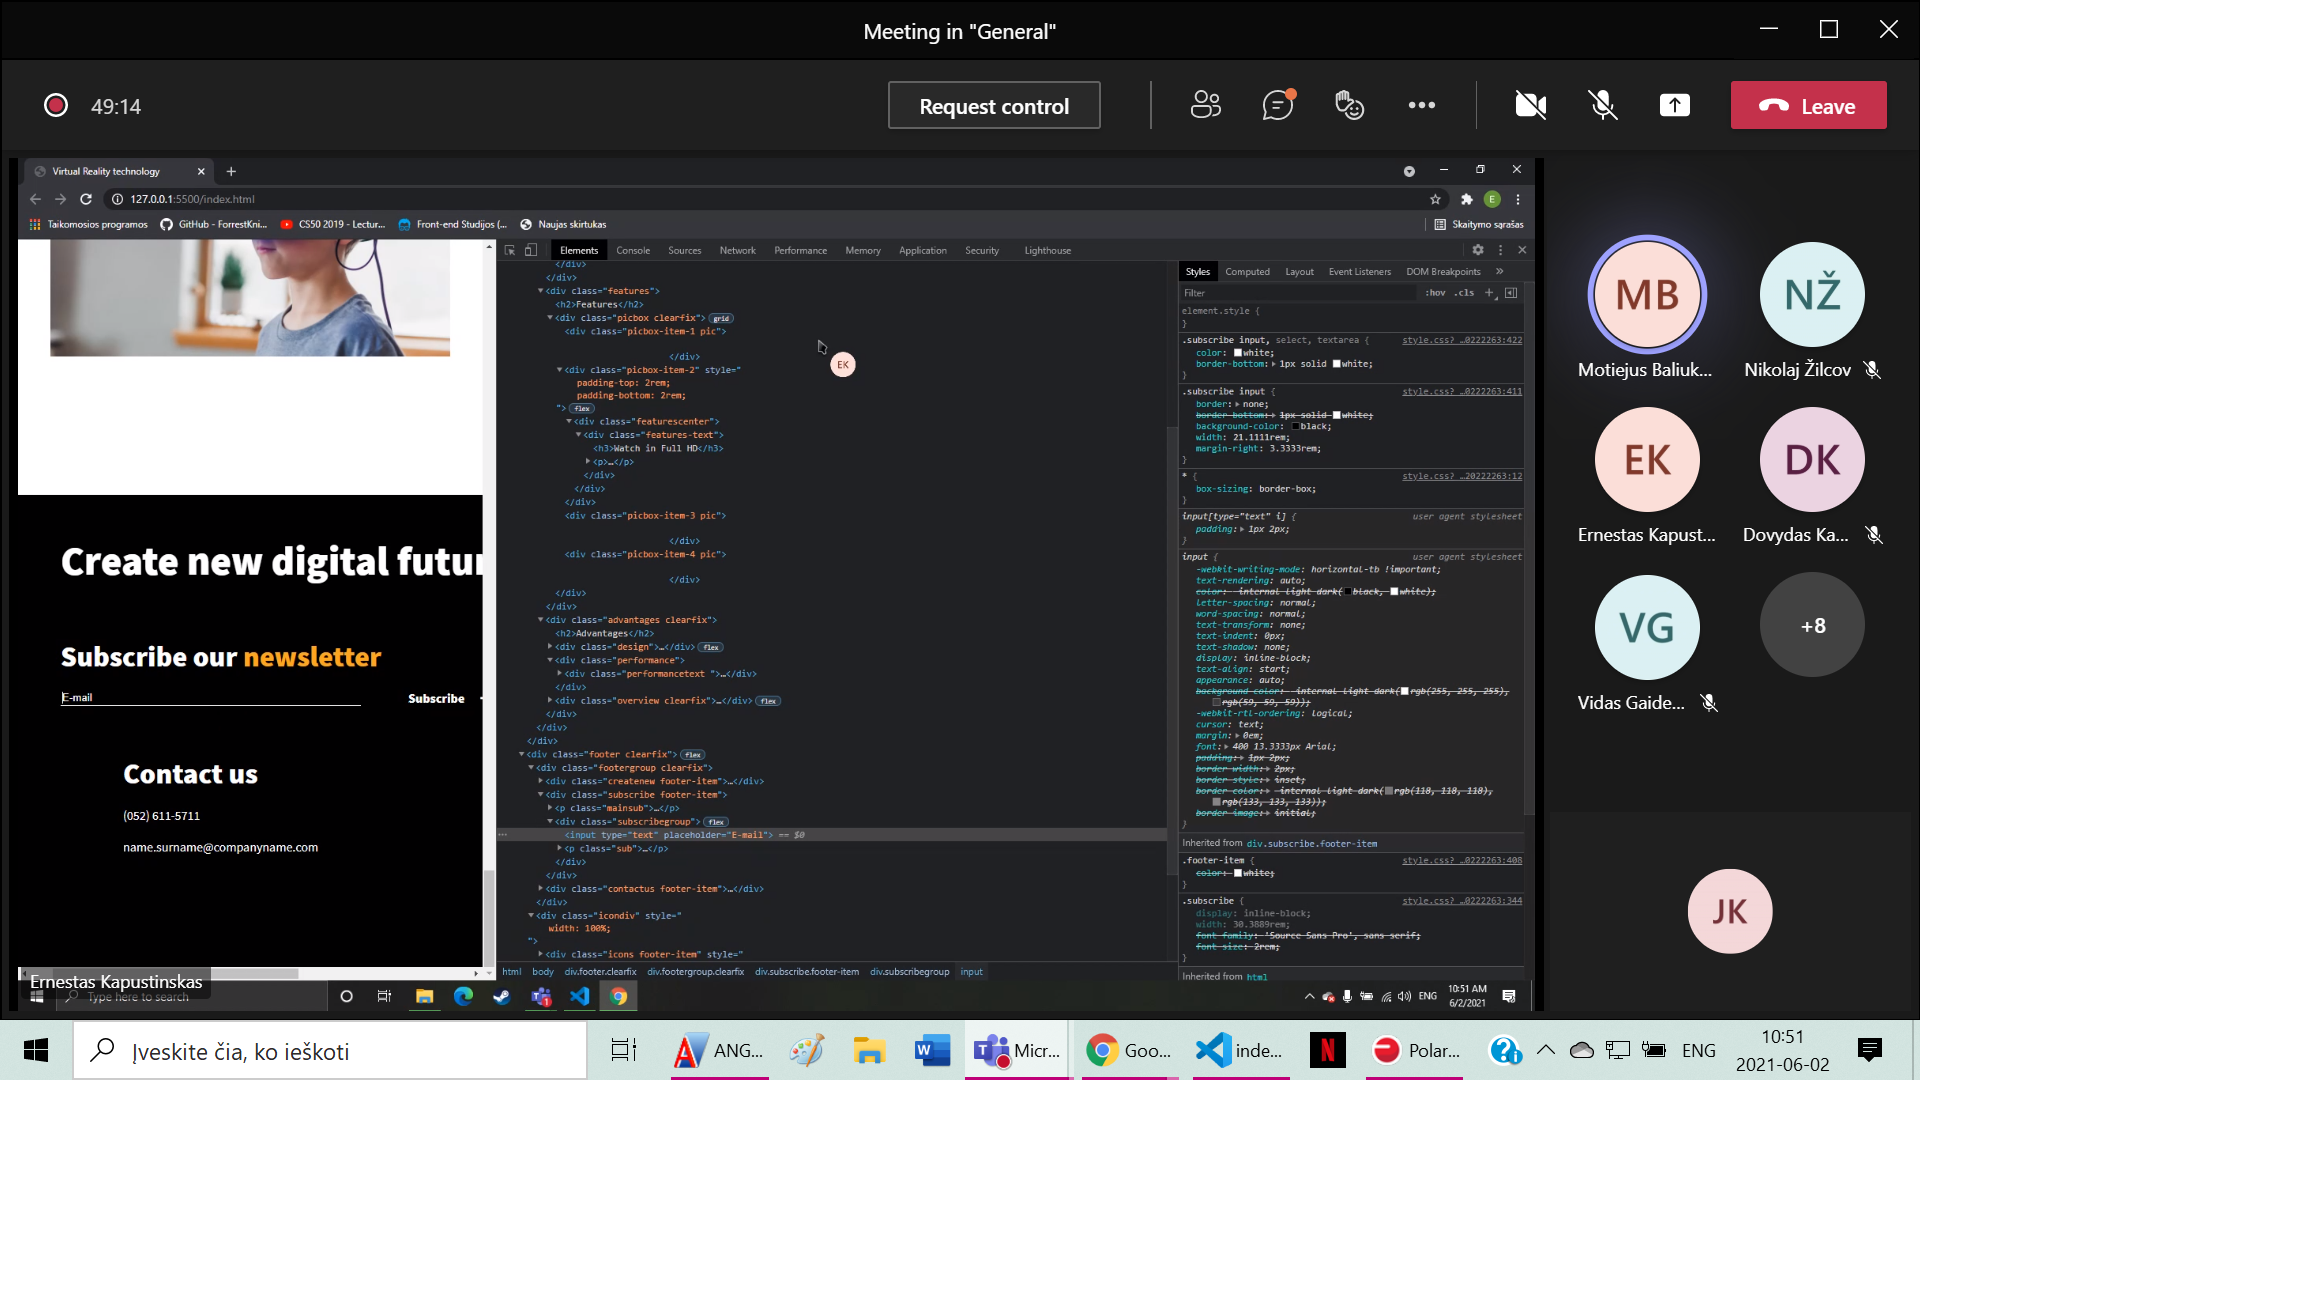 Meeting in "General"
49:14
Request control
Leave
Virtual Reality technology
127.0.0.1:5500/index.html
E
Taikomosios programos
GitHub - ForrestKni...
CS50 2019 - Lectur...
Front-end Studijos (...
Naujas skirtukas
Skaitymo sąrašas
Create new digital futur
Subscribe our newsletter
E-mail
Subscribe
Contact us
(052) 611-5711
name.surname@companyname.com
Elements Console Sources Network Performance Memory Application Security Lighthouse
</div>
</div>
<div class="features">
<h2>Features</h2>
<div class="picbox clearfix"> grid
<div class="picbox-item-1 pic">
</div>
<div class="picbox-item-2" style="
padding-top: 2rem;
padding-bottom: 2rem;
"> flex
<div class="featurescenter">
<div class="features-text">
<h3>Watch in Full HD</h3>
<p>…</p>
</div>
</div>
</div>
<div class="picbox-item-3 pic">
</div>
<div class="picbox-item-4 pic">
</div>
</div>
</div>
<div class="advantages clearfix">
<h2>Advantages</h2>
<div class="design">…</div> flex
<div class="performance">
<div class="performancetext ">…</div>
</div>
<div class="overview clearfix">…</div> flex
</div>
</div>
</div>
<div class="footer clearfix"> flex
<div class="footergroup clearfix">
<div class="createnew footer-item">…</div>
<div class="subscribe footer-item">
<p class="mainsub">…</p>
<div class="subscribegroup"> flex
<input type="text" placeholder="E-mail"> == $0
<p class="sub">…</p>
</div>
</div>
<div class="contactus footer-item">…</div>
</div>
<div class="icondiv" style="
width: 100%;
">
<div class="icons footer-item" style="
html body div.footer.clearfix div.footergroup.clearfix div.subscribe.footer-item div.subscribegroup input
EK
Styles Computed Layout Event Listeners DOM Breakpoints »
Filter
:hov .cls +
element.style {
}
.subscribe input, select, textarea { style.css? …0222263:422
color: white;
border-bottom: 1px solid white;
}
.subscribe input { style.css? …0222263:411
border: none;
border-bottom: 1px solid white;
background-color: black;
width: 21.1111rem;
margin-right: 3.3333rem;
}
* { style.css? …20222263:12
box-sizing: border-box;
}
input[type="text" i] { user agent stylesheet
padding: 1px 2px;
}
input { user agent stylesheet
-webkit-writing-mode: horizontal-tb !important;
text-rendering: auto;
color: -internal-light-dark(black, white);
letter-spacing: normal;
word-spacing: normal;
text-transform: none;
text-indent: 0px;
text-shadow: none;
display: inline-block;
text-align: start;
appearance: auto;
background-color: -internal-light-dark(rgb(255, 255, 255),
rgb(59, 59, 59));
-webkit-rtl-ordering: logical;
cursor: text;
margin: 0em;
font: 400 13.3333px Arial;
padding: 1px 2px;
border-width: 2px;
border-style: inset;
border-color: -internal-light-dark(rgb(118, 118, 118),
rgb(133, 133, 133));
border-image: initial;
}
Inherited from div.subscribe.footer-item
.footer-item { style.css? …0222263:408
color: white;
}
.subscribe { style.css? …0222263:344
display: inline-block;
width: 30.3889rem;
font-family: 'Source Sans Pro', sans-serif;
font-size: 2rem;
}
Inherited from html
Ernestas Kapustinskas
Type here to search
ENG
10:51 AM
6/2/2021
MB
Motiejus Baliuk...
NŽ
Nikolaj Žilcov
EK
Ernestas Kapust...
DK
Dovydas Ka...
VG
Vidas Gaide...
+8
JK
Įveskite čia, ko ieškoti
ANG...
Micr...
Goo...
inde...
N
Polar...
ENG
10:51
2021-06-02